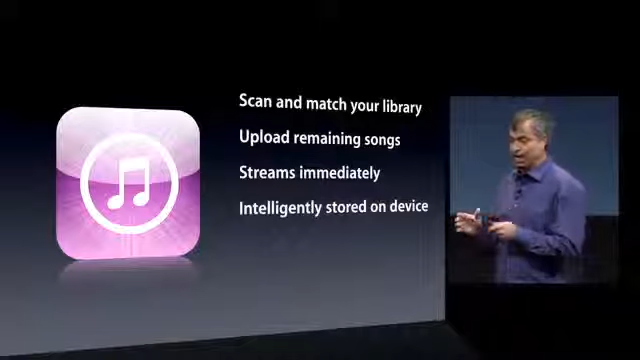 Scan and match your library
Upload remaining songs
Streams immediately
Intelligently stored on device